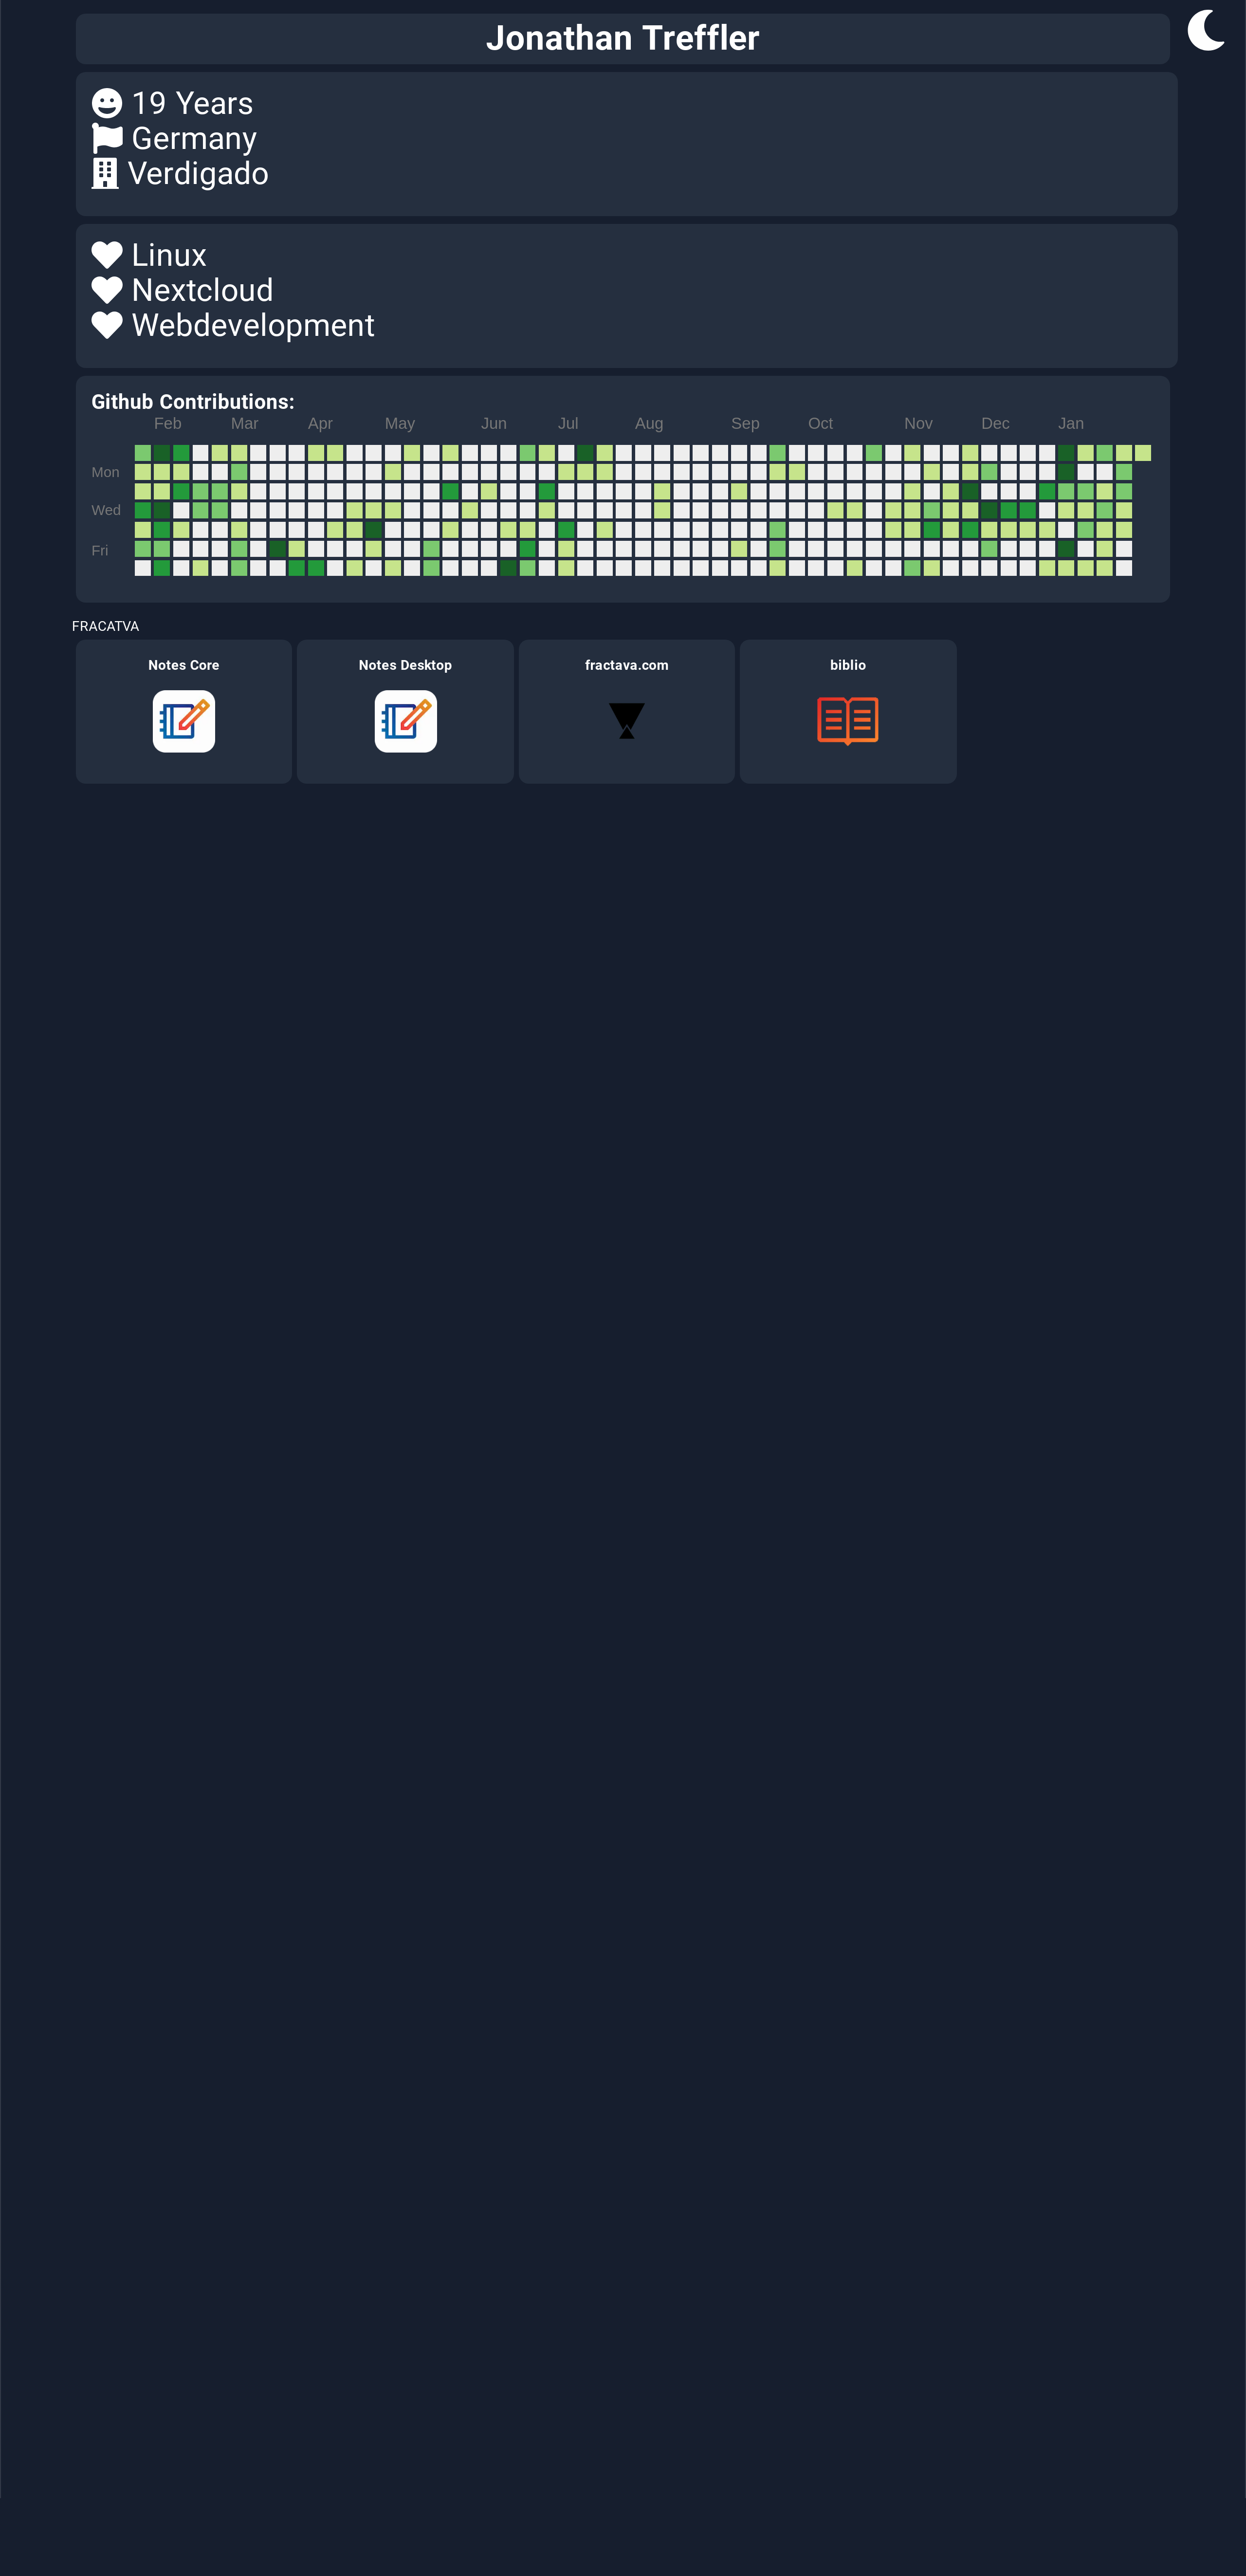 Jonathan Treffler
19 Years
Germany
Verdigado
Linux
Nextcloud
Webdevelopment
Github Contributions:
Feb Mar Apr May Jun Jul Aug Sep Oct Nov Dec Jan
Mon
Wed
Fri
FRACATVA
Notes Core Notes Desktop fractava.com biblio